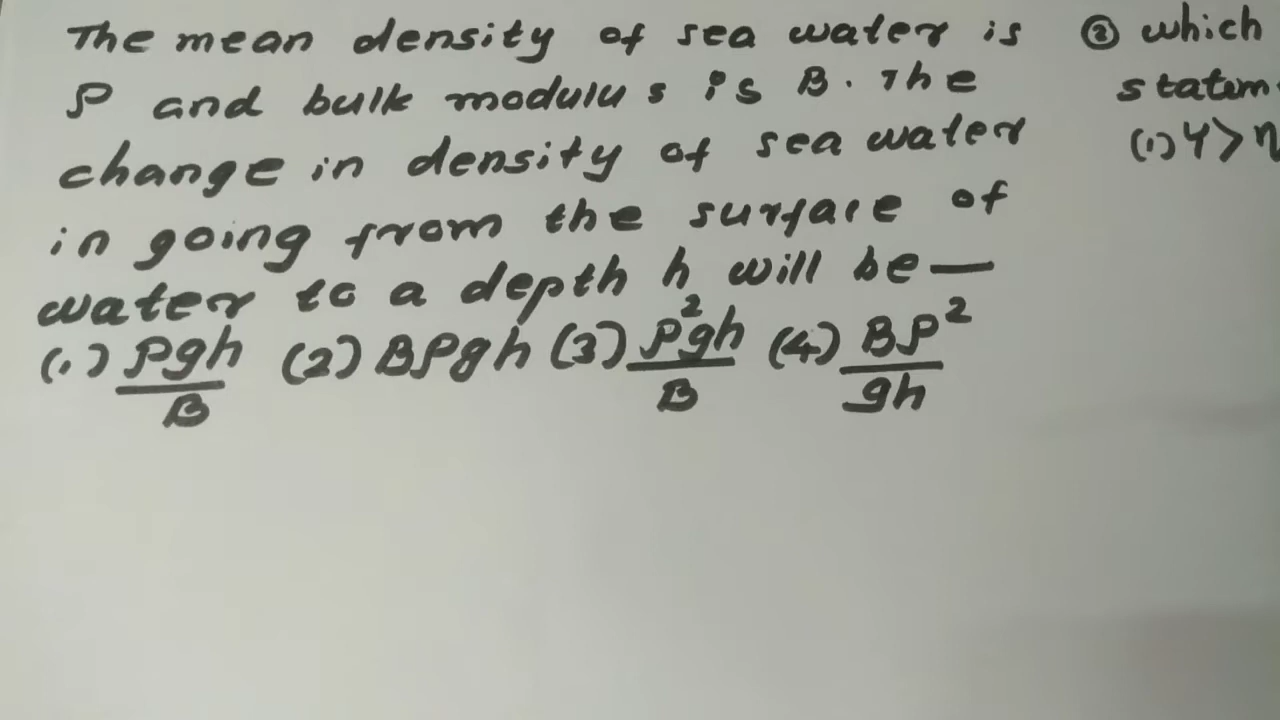 The mean density of sea water is
ρ and bulk modulus is B. The
change in density of sea water
in going from the surface of
water to a depth h will be—
(1) ρgh/B (2) Bρgh (3) ρ²gh/B (4) Bρ²/gh
② which
statem
(1) Y > η